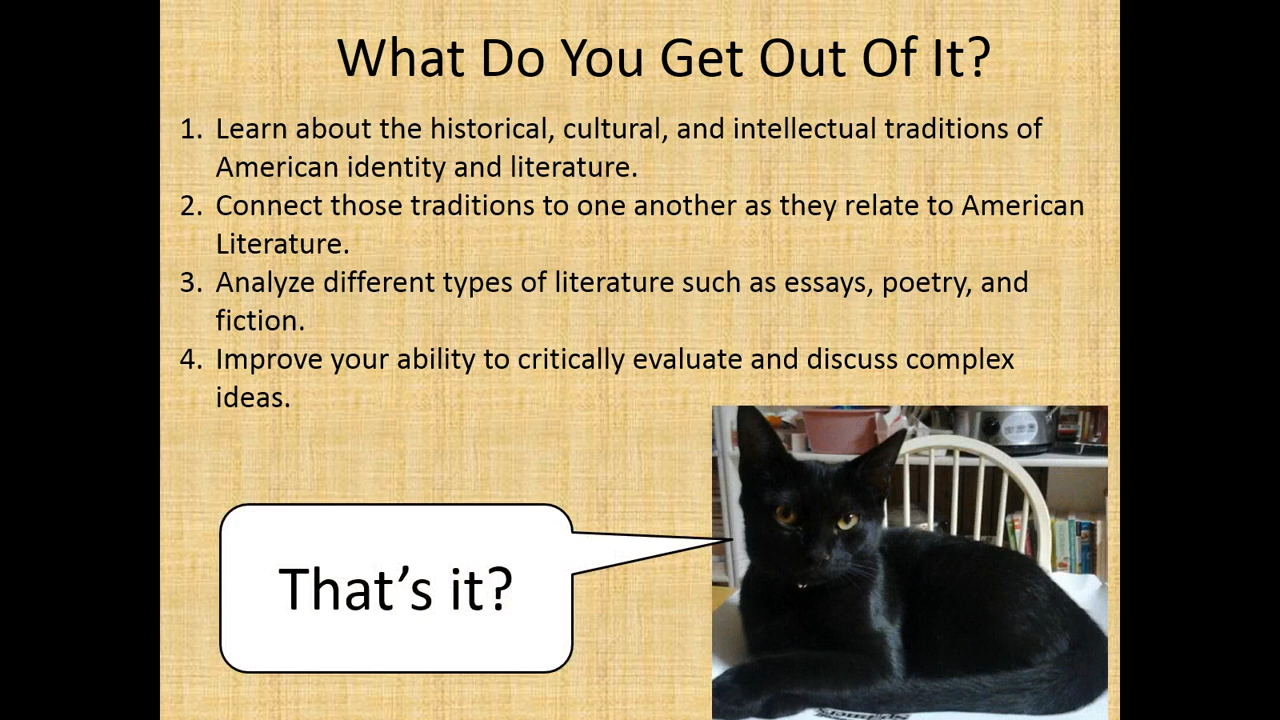 What Do You Get Out Of It?
1. Learn about the historical, cultural, and intellectual traditions of
American identity and literature.
2. Connect those traditions to one another as they relate to American
Literature.
3. Analyze different types of literature such as essays, poetry, and
fiction.
4. Improve your ability to critically evaluate and discuss complex
ideas.
That's it?